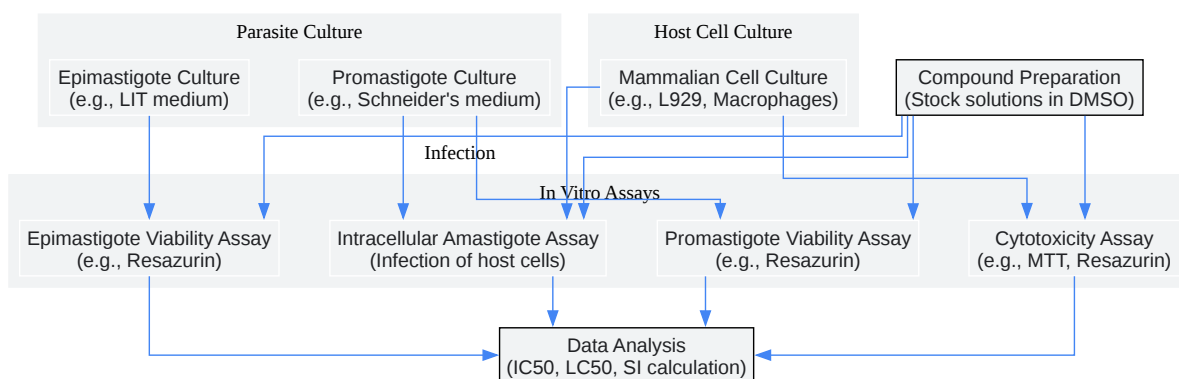 Parasite Culture
Host Cell Culture
Epimastigote Culture
(e.g., LIT medium)
Promastigote Culture
(e.g., Schneider's medium)
Mammalian Cell Culture
(e.g., L929, Macrophages)
Compound Preparation
(Stock solutions in DMSO)
Infection
In Vitro Assays
Epimastigote Viability Assay
(e.g., Resazurin)
Intracellular Amastigote Assay
(Infection of host cells)
Promastigote Viability Assay
(e.g., Resazurin)
Cytotoxicity Assay
(e.g., MTT, Resazurin)
Data Analysis
(IC50, LC50, SI calculation)